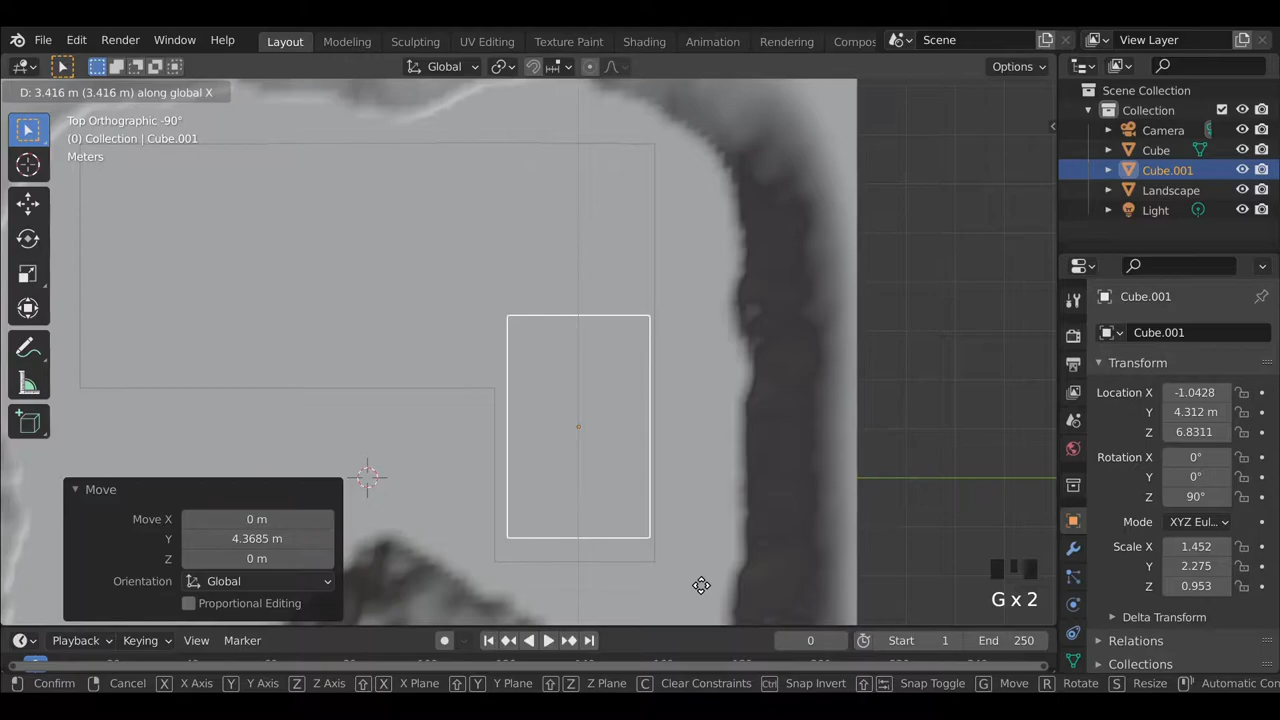 File Edit Render Window Help Layout Modeling Sculpting UV Editing Texture Paint Shading Animation Rendering Compos Scene View Layer
Global Options
D: 3.416 m (3.416 m) along global X
Top Orthographic -90°
(0) Collection | Cube.001
Meters
Scene Collection
Collection
Camera
Cube
Cube.001
Landscape
Light
Cube.001
Cube.001
Transform
Location X -1.0428
Y 4.312 m
Z 6.8311
Rotation X 0°
Y 0°
Z 90°
Mode XYZ Eul...
Scale X 1.452
Y 2.275
Z 0.953
Delta Transform
Relations
Collections
Move
Move X 0 m
Y 4.3685 m
Z 0 m
Orientation Global
Proportional Editing
G x 2
Playback Keying View Marker 0 Start 1 End 250
Confirm Cancel X X Axis Y Y Axis Z Z Axis X X Plane Y Y Plane Z Z Plane C Clear Constraints Ctrl Snap Invert Snap Toggle G Move R Rotate S Resize Automatic Con